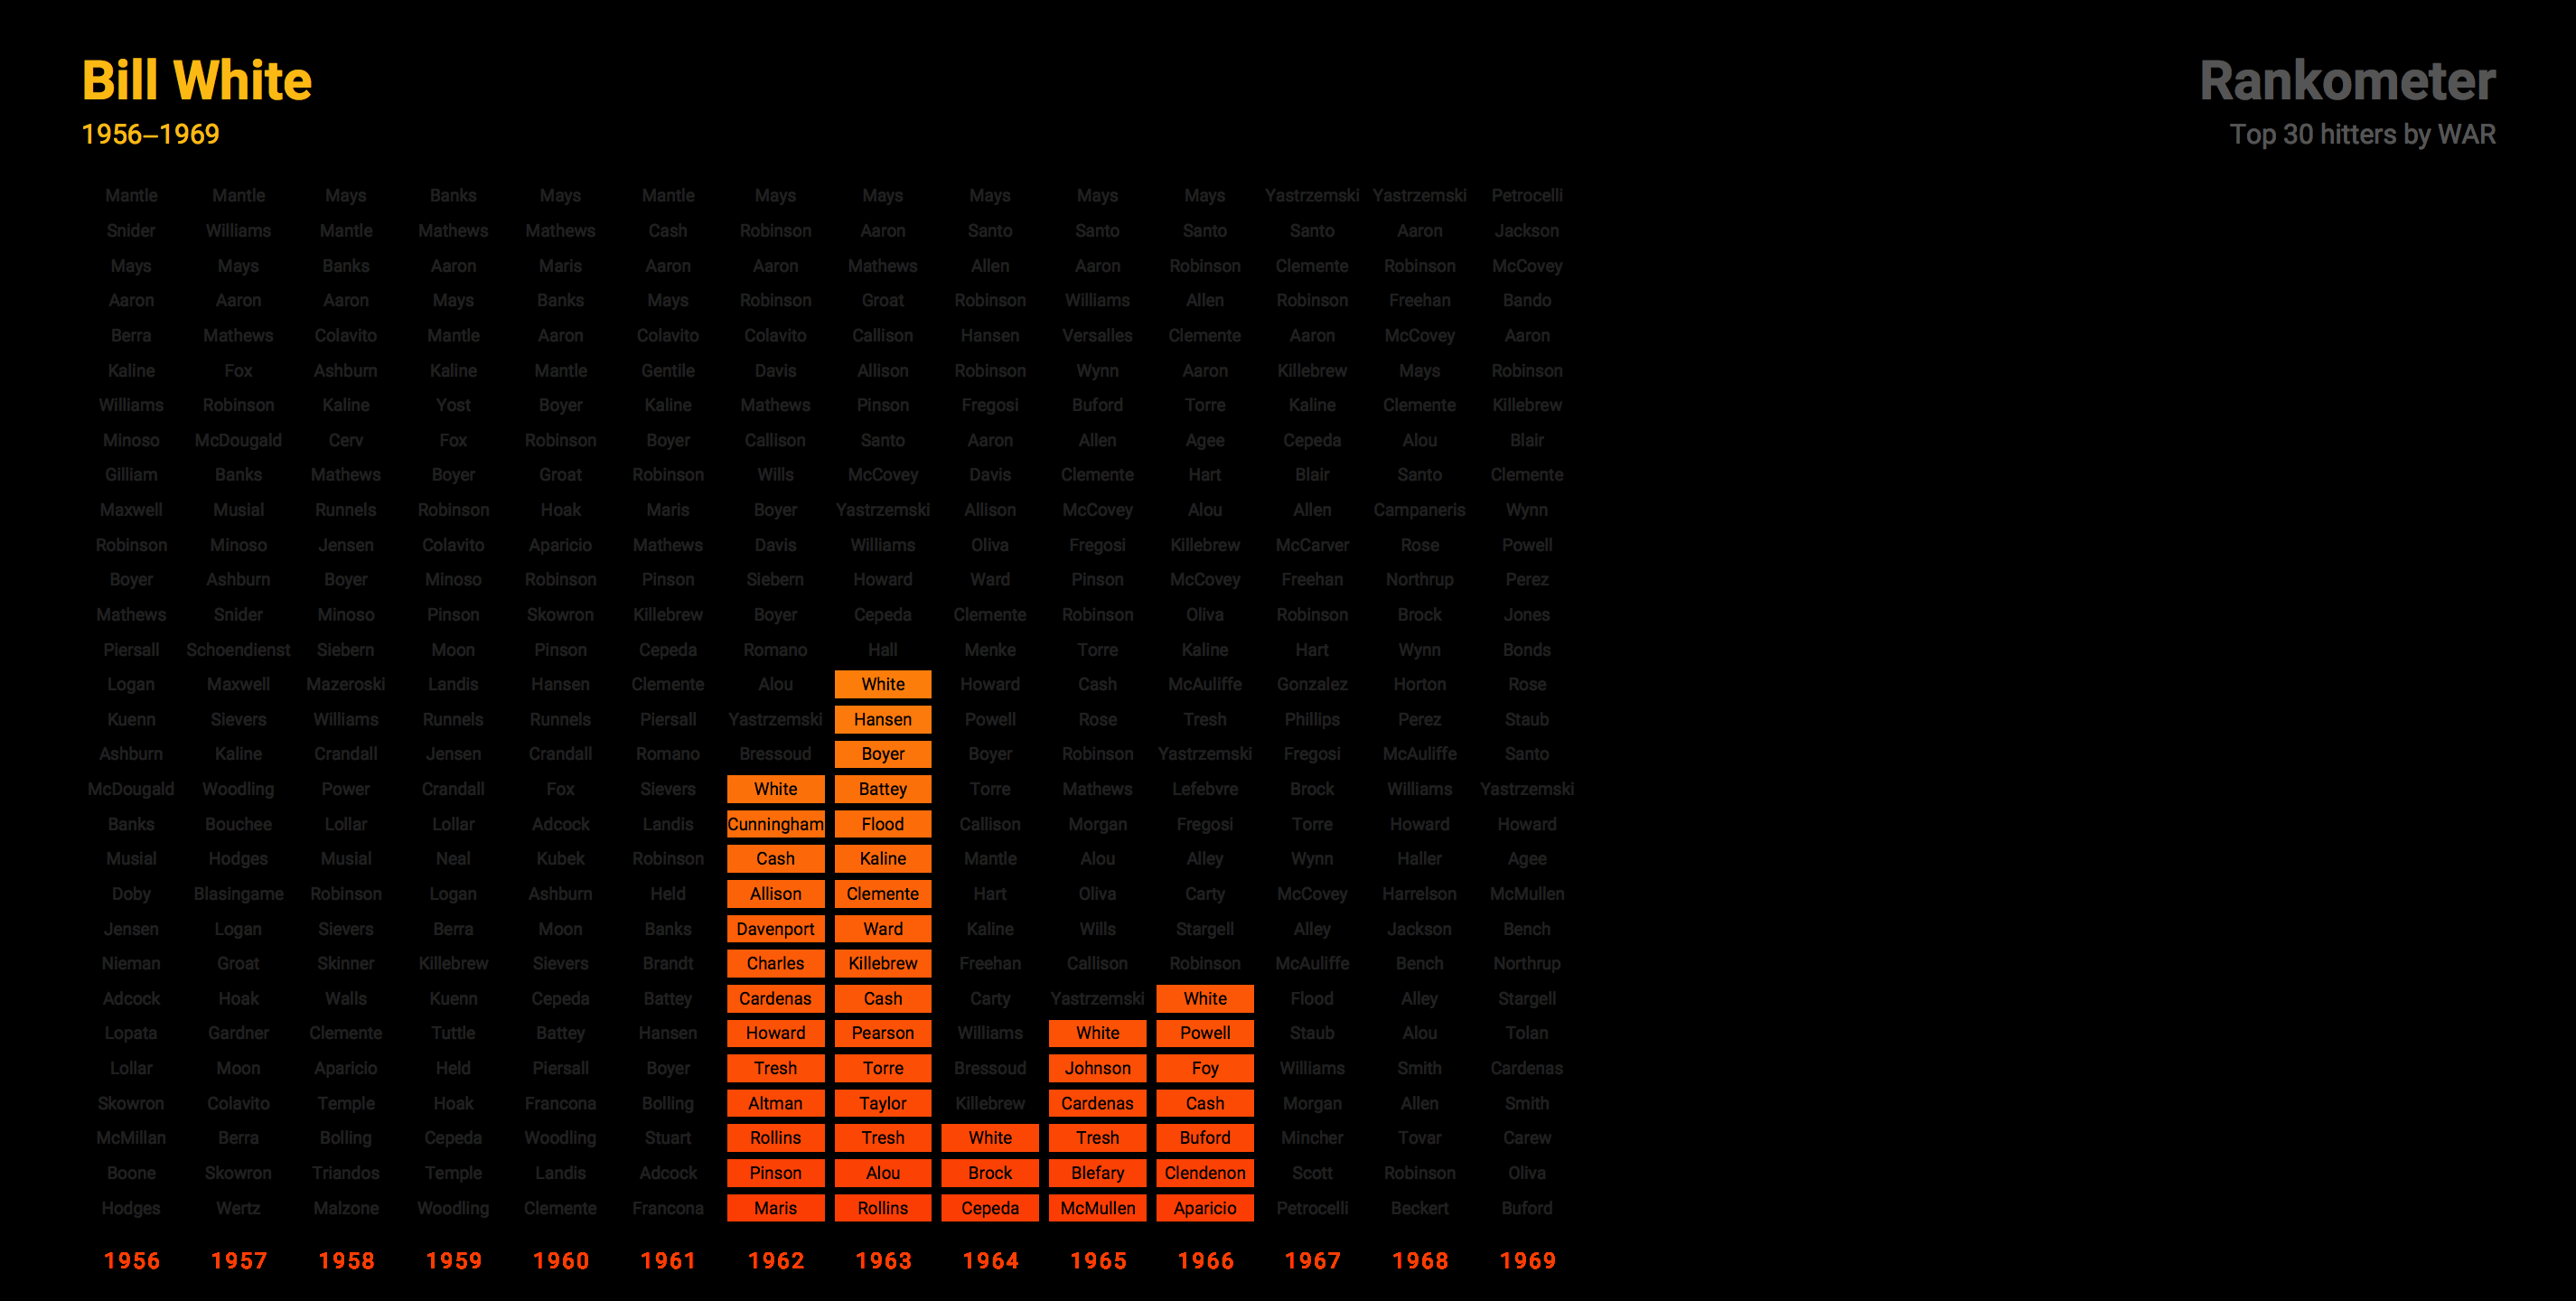 Bill White
1956–1969
Rankometer
Top 30 hitters by WAR
Mantle Mantle Mays Banks Mays Mantle Mays Mays Mays Mays Mays Yastrzemski Yastrzemski Petrocelli
Snider Williams Mantle Mathews Mathews Cash Robinson Aaron Santo Santo Santo Santo Aaron Jackson
Mays Mays Banks Aaron Maris Aaron Aaron Mathews Allen Aaron Robinson Clemente Robinson McCovey
Aaron Aaron Aaron Mays Banks Mays Robinson Groat Robinson Williams Allen Robinson Freehan Bando
Berra Mathews Colavito Mantle Aaron Colavito Colavito Callison Hansen Versalles Clemente Aaron McCovey Aaron
Kaline Fox Ashburn Kaline Mantle Gentile Davis Allison Robinson Wynn Aaron Killebrew Mays Robinson
Williams Robinson Kaline Yost Boyer Kaline Mathews Pinson Fregosi Buford Torre Kaline Clemente Killebrew
Minoso McDougald Cerv Fox Robinson Boyer Callison Santo Aaron Allen Agee Cepeda Alou Blair
Gilliam Banks Mathews Boyer Groat Robinson Wills McCovey Davis Clemente Hart Blair Santo Clemente
Maxwell Musial Runnels Robinson Hoak Maris Boyer Yastrzemski Allison McCovey Alou Allen Campaneris Wynn
Robinson Minoso Jensen Colavito Aparicio Mathews Davis Williams Oliva Fregosi Killebrew McCarver Rose Powell
Boyer Ashburn Boyer Minoso Robinson Pinson Siebern Howard Ward Pinson McCovey Freehan Northrup Perez
Mathews Snider Minoso Pinson Skowron Killebrew Boyer Cepeda Clemente Robinson Oliva Robinson Brock Jones
Piersall Schoendienst Siebern Moon Pinson Cepeda Romano Hall Menke Torre Kaline Hart Wynn Bonds
Logan Maxwell Mazeroski Landis Hansen Clemente Alou White Howard Cash McAuliffe Gonzalez Horton Rose
Kuenn Sievers Williams Runnels Runnels Piersall Yastrzemski Hansen Powell Rose Tresh Phillips Perez Staub
Ashburn Kaline Crandall Jensen Crandall Romano Bressoud Boyer Boyer Robinson Yastrzemski Fregosi McAuliffe Santo
McDougald Woodling Power Crandall Fox Sievers White Battey Torre Mathews Lefebvre Brock Williams Yastrzemski
Banks Bouchee Lollar Lollar Adcock Landis Cunningham Flood Callison Morgan Fregosi Torre Howard Howard
Musial Hodges Musial Neal Kubek Robinson Cash Kaline Mantle Alou Alley Wynn Haller Agee
Doby Blasingame Robinson Logan Ashburn Held Allison Clemente Hart Oliva Carty McCovey Harrelson McMullen
Jensen Logan Sievers Berra Moon Banks Davenport Ward Kaline Wills Stargell Alley Jackson Bench
Nieman Groat Skinner Killebrew Sievers Brandt Charles Killebrew Freehan Callison Robinson McAuliffe Bench Northrup
Adcock Hoak Walls Kuenn Cepeda Battey Cardenas Cash Carty Yastrzemski White Flood Alley Stargell
Lopata Gardner Clemente Tuttle Battey Hansen Howard Pearson Williams White Powell Staub Alou Tolan
Lollar Moon Aparicio Held Piersall Boyer Tresh Torre Bressoud Johnson Foy Williams Smith Cardenas
Skowron Colavito Temple Hoak Francona Bolling Altman Taylor Killebrew Cardenas Cash Morgan Allen Smith
McMillan Berra Bolling Cepeda Woodling Stuart Rollins Tresh White Tresh Buford Mincher Tovar Carew
Boone Skowron Triandos Temple Landis Adcock Pinson Alou Brock Blefary Clendenon Scott Robinson Oliva
Hodges Wertz Malzone Woodling Clemente Francona Maris Rollins Cepeda McMullen Aparicio Petrocelli Beckert Buford
1956 1957 1958 1959 1960 1961 1962 1963 1964 1965 1966 1967 1968 1969